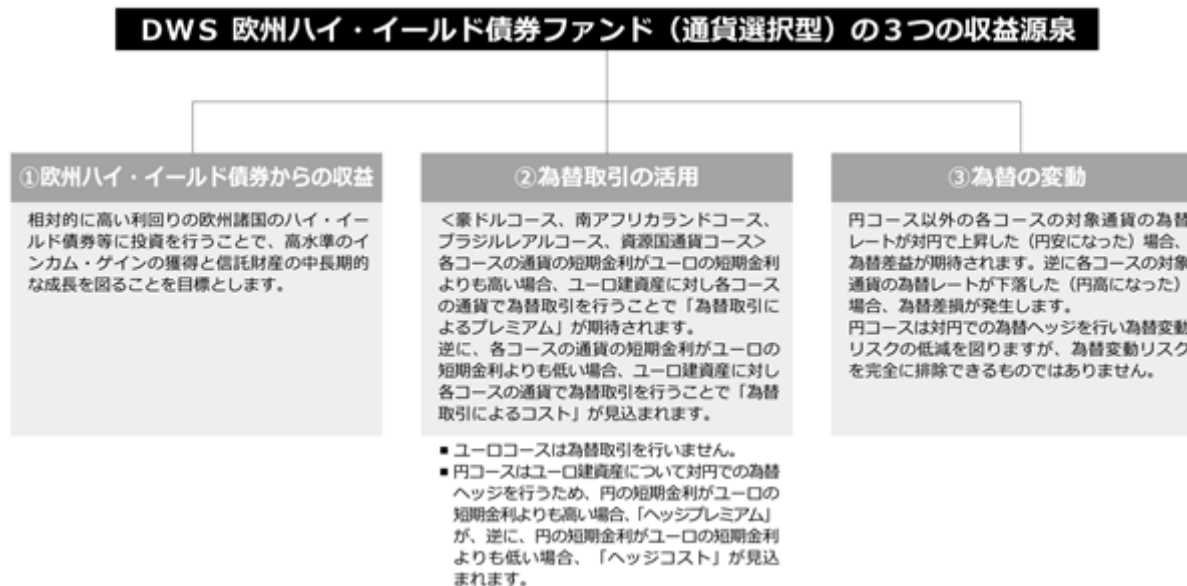 DWS 欧州ハイ・イールド債券ファンド（通貨選択型）の３つの収益源泉
①欧州ハイ・イールド債券からの収益
相対的に高い利回りの欧州諸国のハイ・イー
ルド債券等に投資を行うことで、高水準のイ
ンカム・ゲインの獲得と信託財産の中長期的
な成長を図ることを目標とします。
②為替取引の活用
＜豪ドルコース、南アフリカランドコース、
ブラジルレアルコース、資源国通貨コース＞
各コースの通貨の短期金利がユーロの短期金利
よりも高い場合、ユーロ建資産に対し各コース
の通貨で為替取引を行うことで「為替取引に
よるプレミアム」が期待されます。
逆に、各コースの通貨の短期金利がユーロの
短期金利よりも低い場合、ユーロ建資産に対し
各コースの通貨で為替取引を行うことで「為替
取引によるコスト」が見込まれます。
■ ユーロコースは為替取引を行いません。
■ 円コースはユーロ建資産について対円での為替
ヘッジを行うため、円の短期金利がユーロの
短期金利よりも高い場合、「ヘッジプレミアム」
が、逆に、円の短期金利がユーロの短期金利
よりも低い場合、「ヘッジコスト」が見込
まれます。
③為替の変動
円コース以外の各コースの対象通貨の為替
レートが対円で上昇した（円安になった）場合、
為替差益が期待されます。逆に各コースの対象
通貨の為替レートが下落した（円高になった）
場合、為替差損が発生します。
円コースは対円での為替ヘッジを行い為替変動
リスクの低減を図りますが、為替変動リスク
を完全に排除できるものではありません。